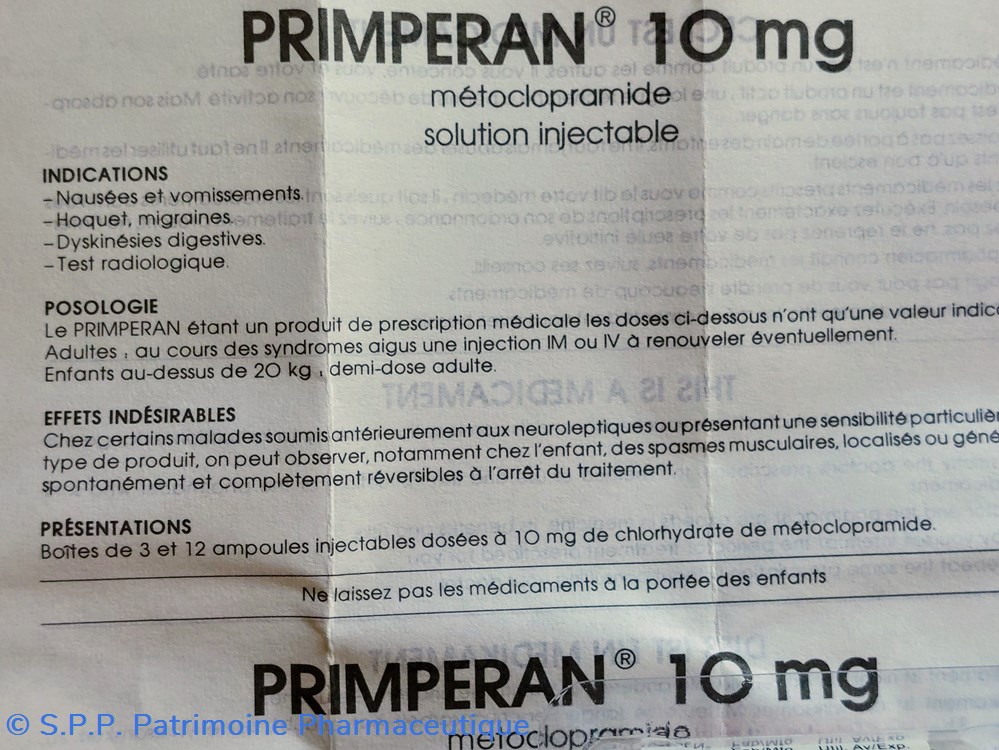 PRIMPERAN® 10 mg
métoclopramide
solution injectable
INDICATIONS
– Nausées et vomissements.
– Hoquet, migraines.
– Dyskinésies digestives.
– Test radiologique.
POSOLOGIE
Le PRIMPERAN étant un produit de prescription médicale les doses ci-dessous n'ont qu'une valeur indic
Adultes : au cours des syndromes aigus une injection IM ou IV à renouveler éventuellement.
Enfants au-dessus de 20 kg : demi-dose adulte.
EFFETS INDÉSIRABLES
Chez certains malades soumis antérieurement aux neuroleptiques ou présentant une sensibilité particuliè
type de produit, on peut observer, notamment chez l'enfant, des spasmes musculaires, localisés ou géné
spontanément et complètement réversibles à l'arrêt du traitement.
PRÉSENTATIONS
Boîtes de 3 et 12 ampoules injectables dosées à 10 mg de chlorhydrate de métoclopramide.
Ne laissez pas les médicaments à la portée des enfants
PRIMPERAN® 10 mg
métoclopramide
© S.P.P. Patrimoine Pharmaceutique